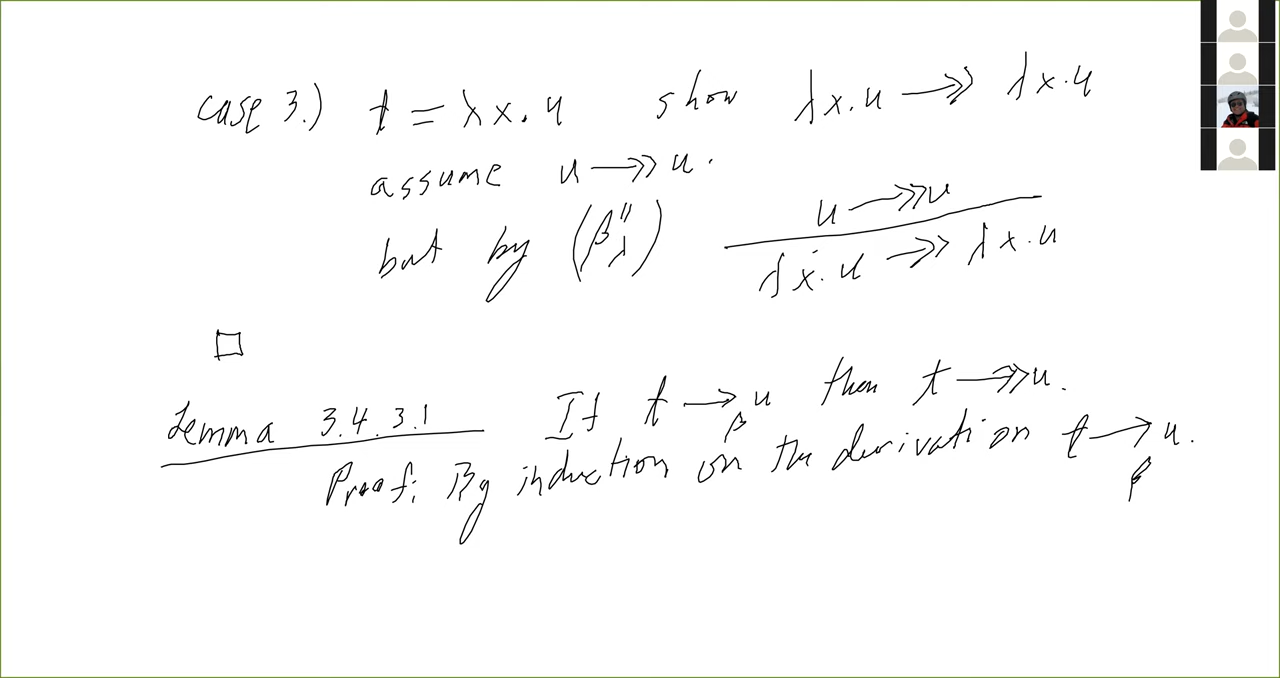 case 3.) t = λx.u show λx.u ↠ λx.u
assume u ↠ u.
but by (β"λ) u ↠ u
λx.u ↠ λx.u
□
Lemma 3.4.3.1 If t →β u then t ↠ u.
Proof: By induction on the derivation t →β u.